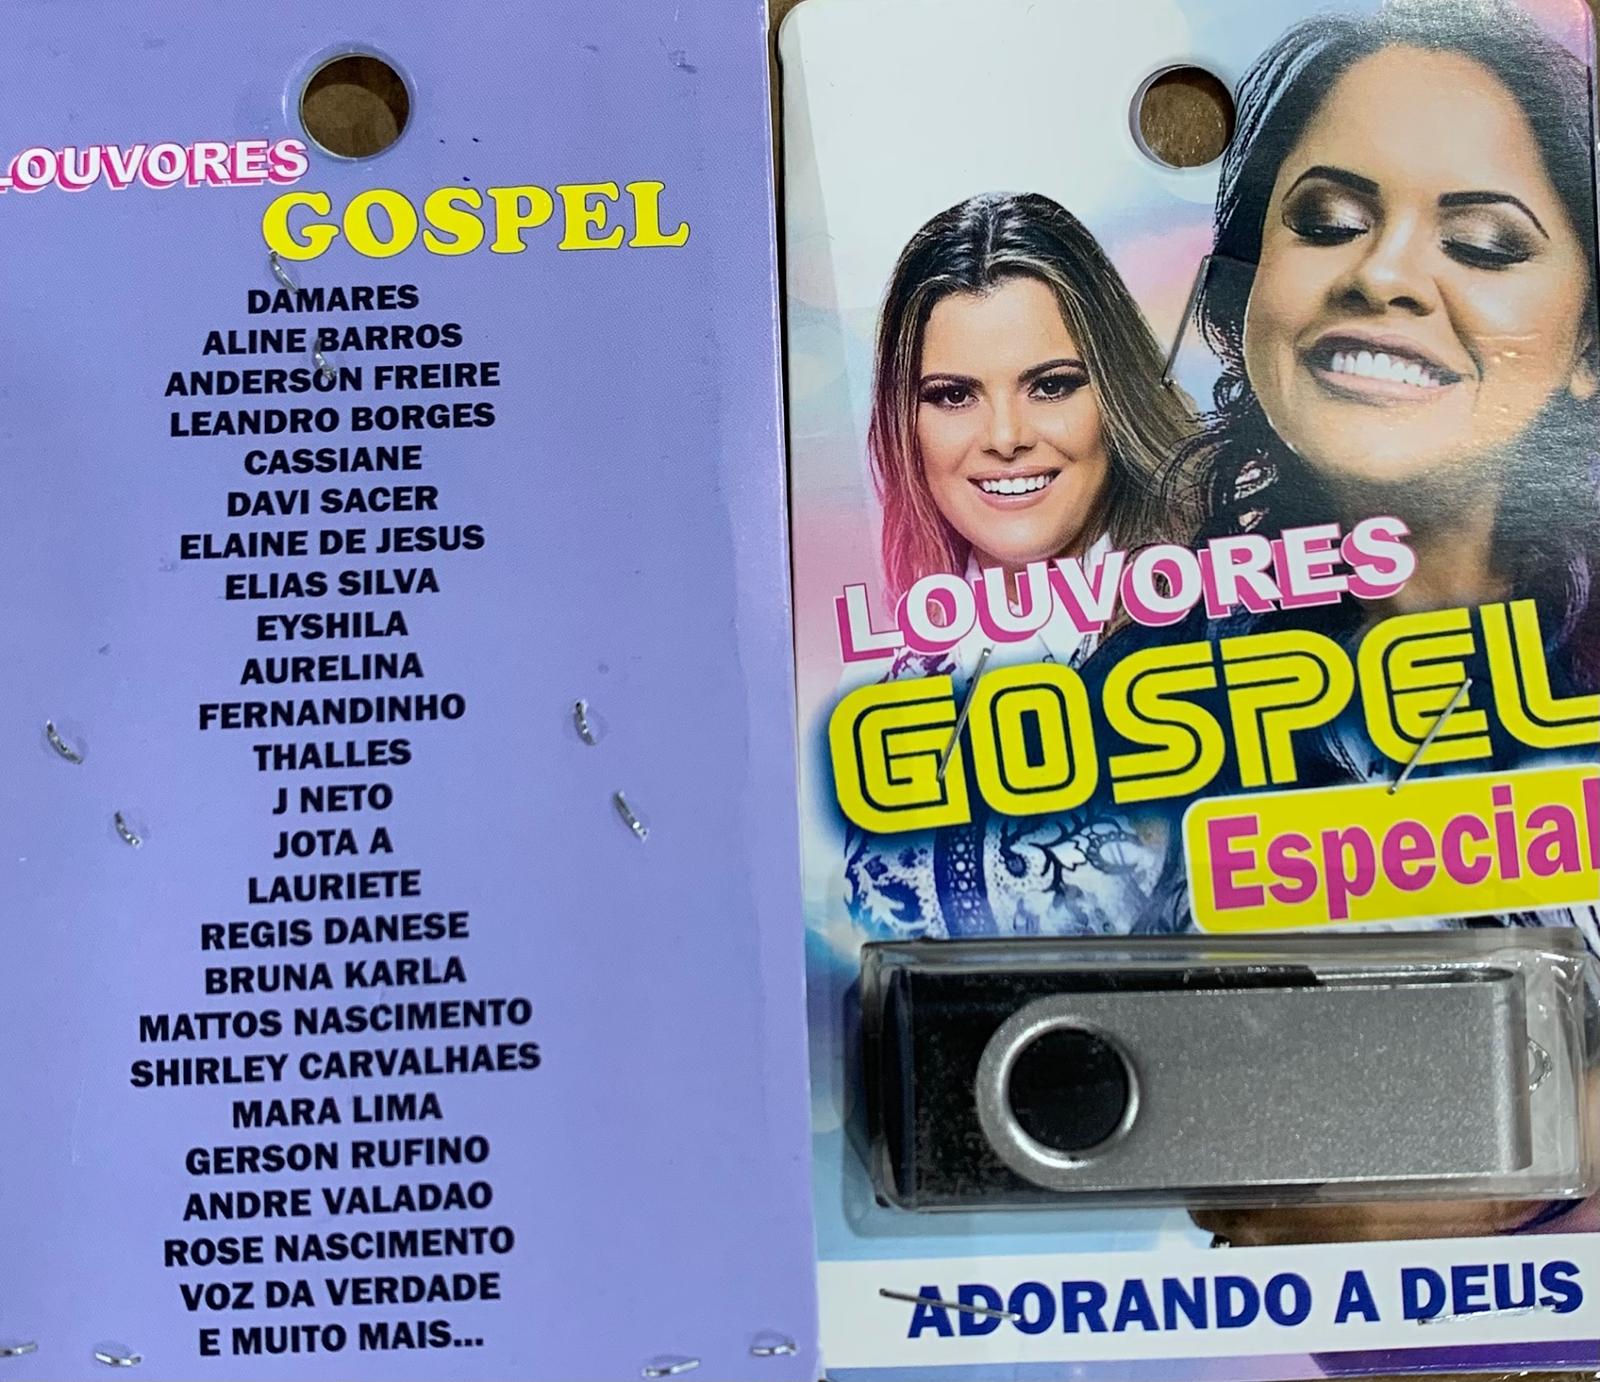 LOUVORES
GOSPEL
DAMARES
ALINE BARROS
ANDERSON FREIRE
LEANDRO BORGES
CASSIANE
DAVI SACER
ELAINE DE JESUS
ELIAS SILVA
EYSHILA
AURELINA
FERNANDINHO
THALLES
J NETO
JOTA A
LAURIETE
REGIS DANESE
BRUNA KARLA
MATTOS NASCIMENTO
SHIRLEY CARVALHAES
MARA LIMA
GERSON RUFINO
ANDRE VALADAO
ROSE NASCIMENTO
VOZ DA VERDADE
E MUITO MAIS...
LOUVORES
GOSPEL
Especial
ADORANDO A DEUS